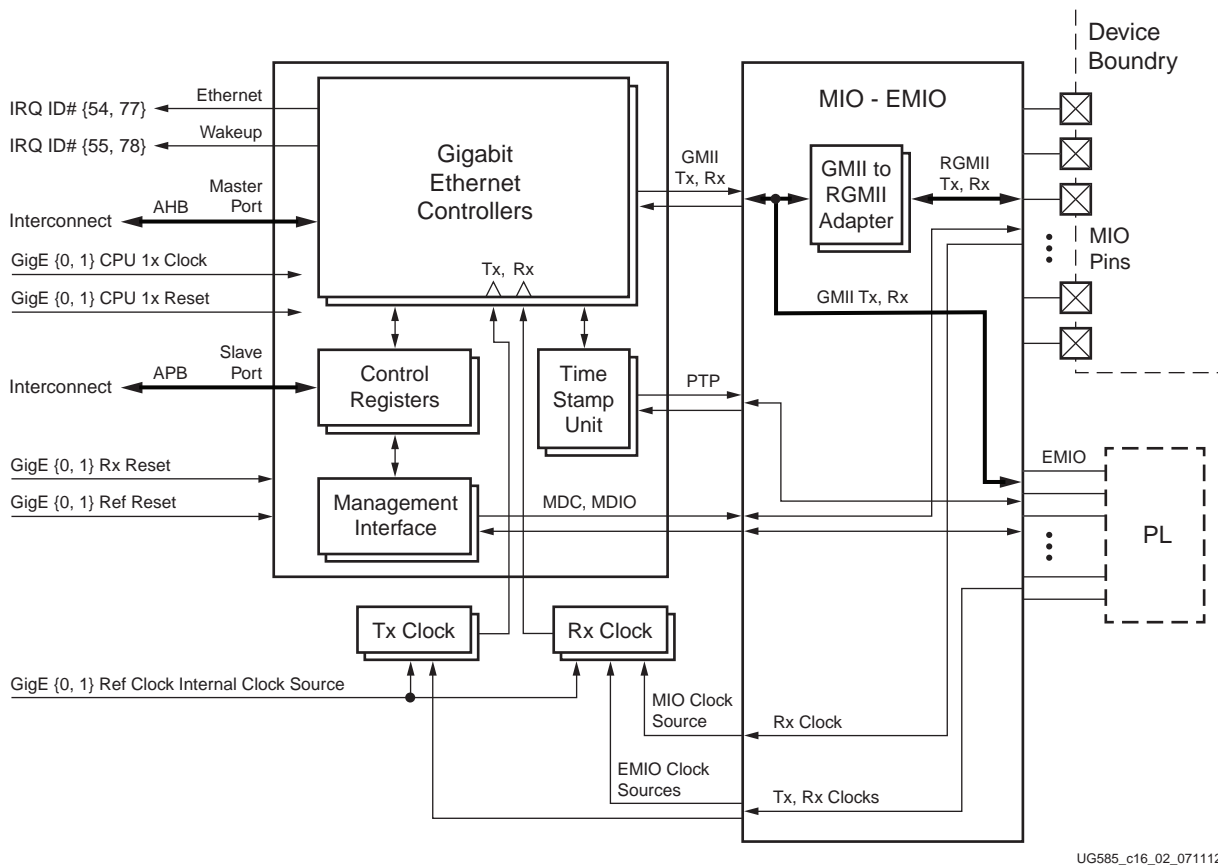 Device
Boundry
MIO - EMIO
Ethernet
IRQ ID# {54, 77}
Wakeup
IRQ ID# {55, 78}
Gigabit
Ethernet
Controllers
GMII
Tx, Rx
GMII to
RGMII
Adapter
RGMII
Tx, Rx
Master
Port
Interconnect
AHB
MIO
Pins
GigE {0, 1} CPU 1x Clock
Tx, Rx
GigE {0, 1} CPU 1x Reset
GMII Tx, Rx
Slave
Port
Interconnect
APB
Control
Registers
Time
Stamp
Unit
PTP
EMIO
GigE {0, 1} Rx Reset
GigE {0, 1} Ref Reset
Management
Interface
MDC, MDIO
PL
Tx Clock
Rx Clock
GigE {0, 1} Ref Clock Internal Clock Source
MIO Clock
Source
Rx Clock
EMIO Clock
Sources
Tx, Rx Clocks
UG585_c16_02_071112